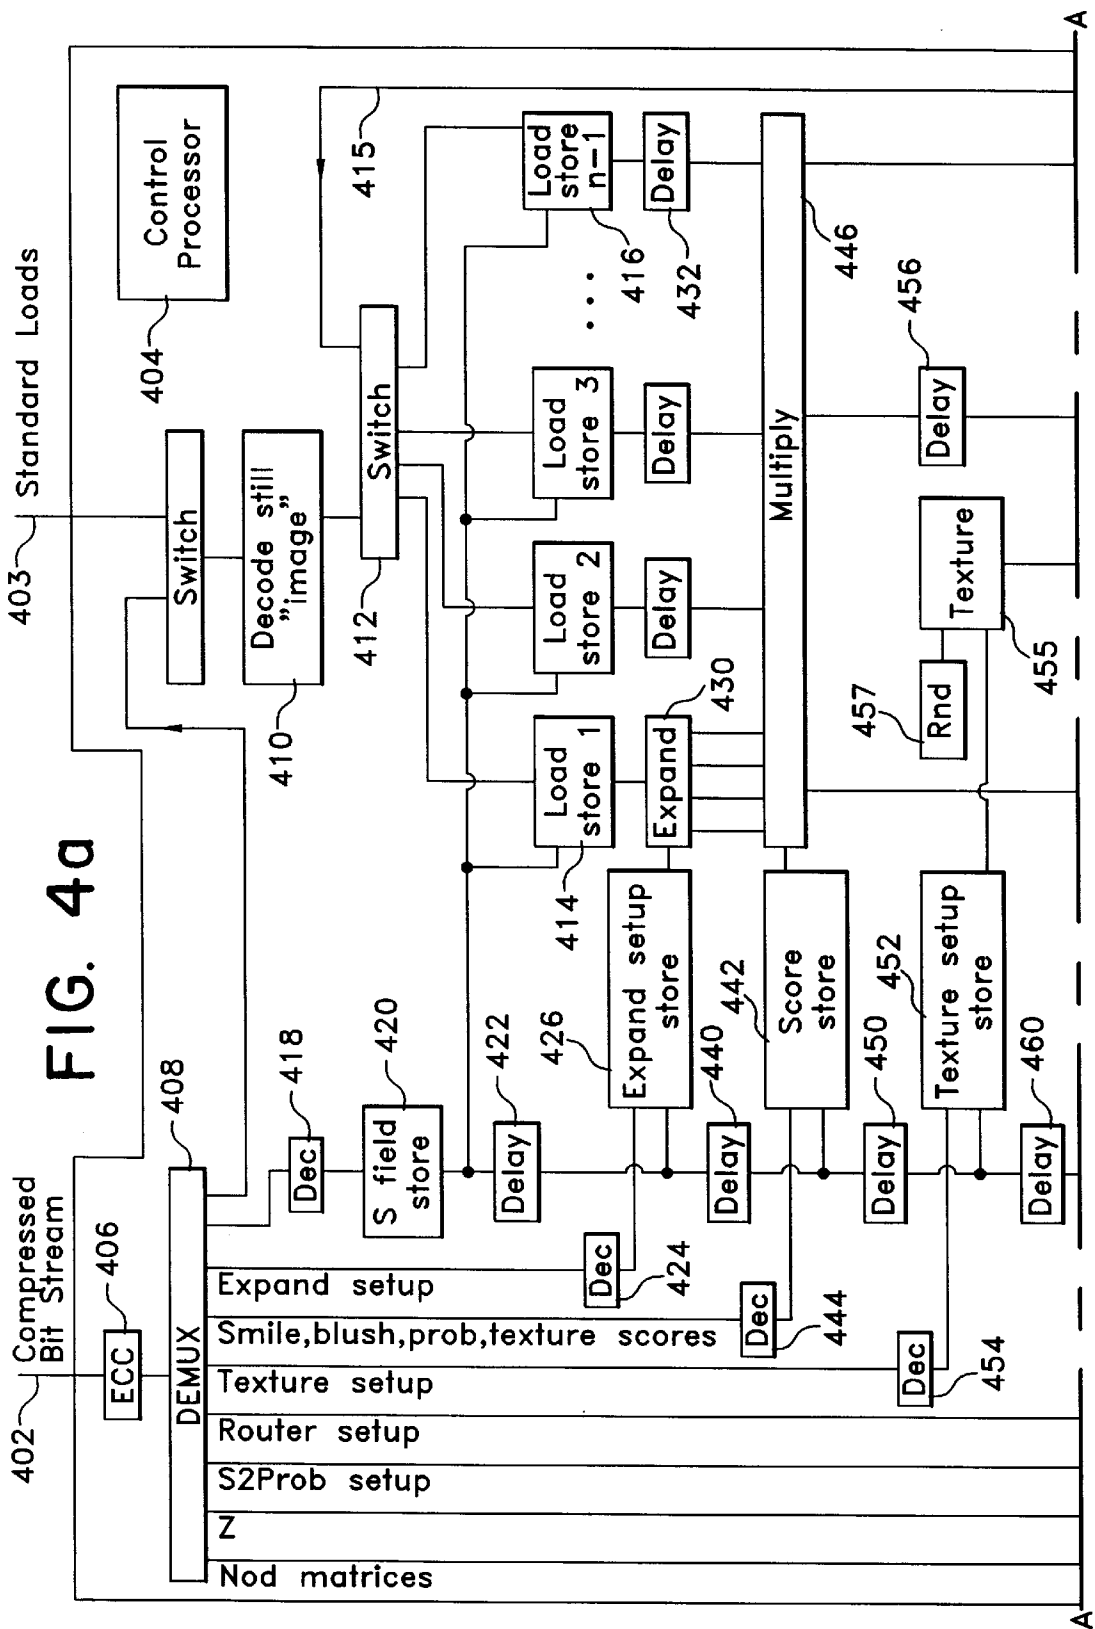 FIG. 4a
402
Compressed
Bit Stream
403
Standard Loads
ECC
406
DEMUX
408
Switch
Control
Processor
404
Decode still
"image"
410
Switch
412
415
Dec
418
S field
store
420
Load
store 1
414
Load
store 2
Load
store 3
. . .
Load
store
n-1
416
Delay
422
Expand setup
Dec
424
Expand setup
store
426
Expand
430
Delay
Delay
Delay
432
Smile,blush,prob,texture scores
Dec
444
Delay
440
Score
store
442
Multiply
446
Texture setup
Dec
454
Delay
450
Texture setup
store
452
Rnd
457
Texture
455
Delay
456
Router setup
S2Prob setup
Z
Nod matrices
Delay
460
A
A